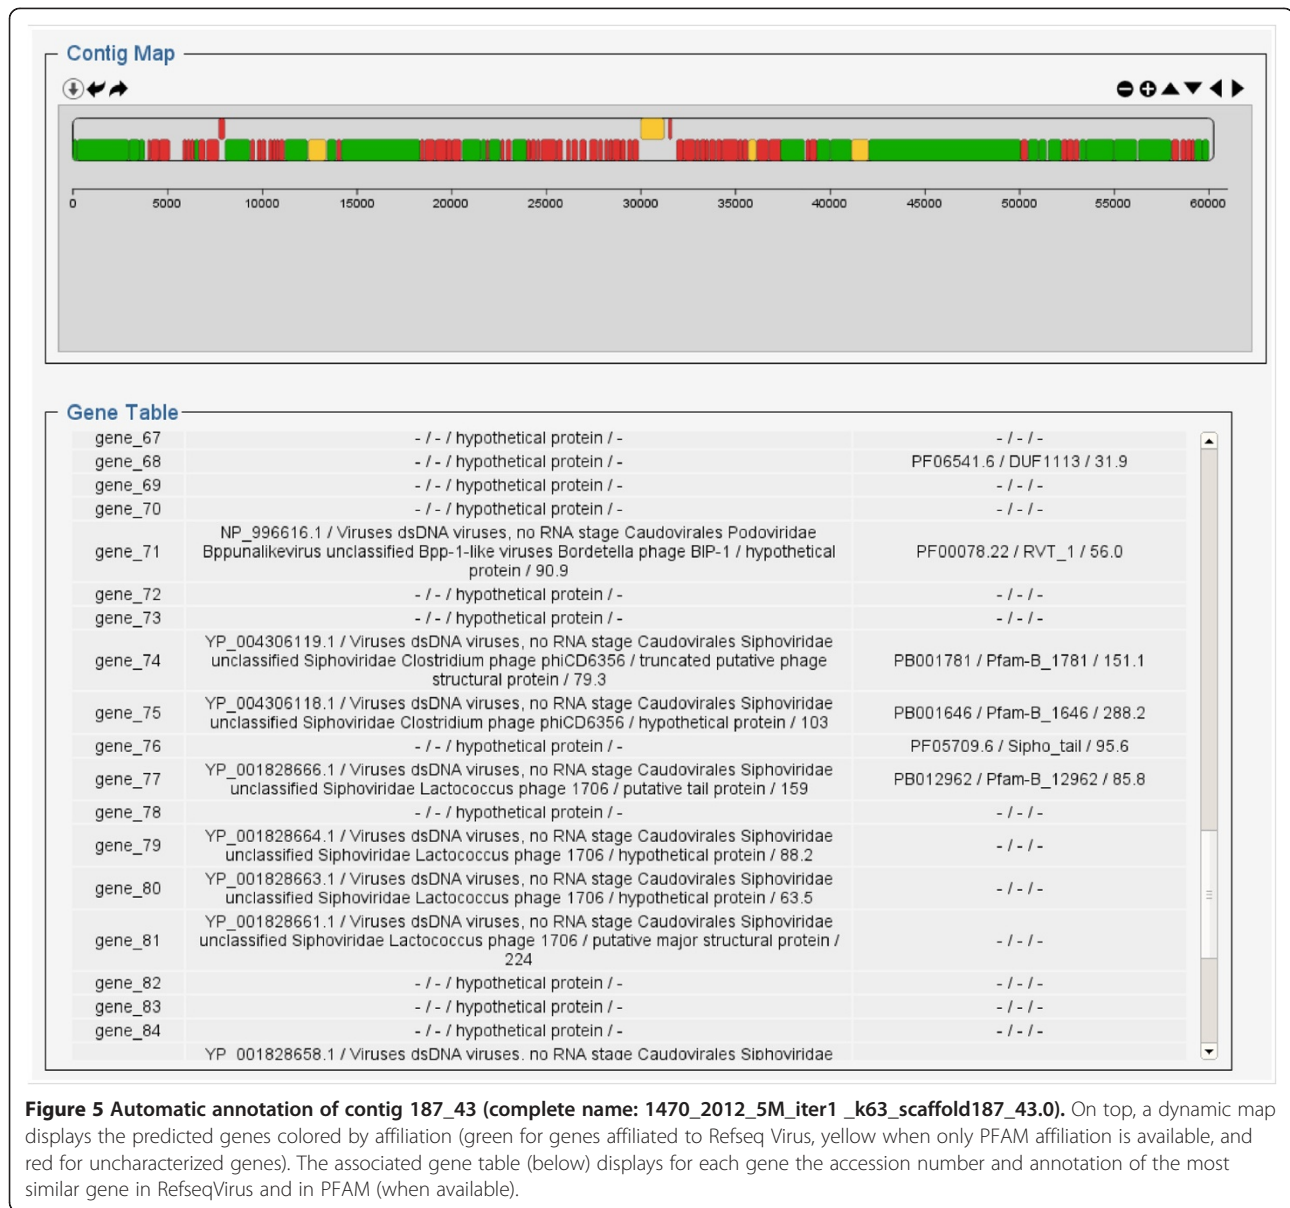 Contig Map
0 5000 10000 15000 20000 25000 30000 35000 40000 45000 50000 55000 60000
Gene Table
gene_67 - / - / hypothetical protein / - - / - / -
gene_68 - / - / hypothetical protein / - PF06541.6 / DUF1113 / 31.9
gene_69 - / - / hypothetical protein / - - / - / -
gene_70 - / - / hypothetical protein / - - / - / -
NP_996616.1 / Viruses dsDNA viruses, no RNA stage Caudovirales Podoviridae
gene_71 Bppunalikevirus unclassified Bpp-1-like viruses Bordetella phage BIP-1 / hypothetical PF00078.22 / RVT_1 / 56.0
protein / 90.9
gene_72 - / - / hypothetical protein / - - / - / -
gene_73 - / - / hypothetical protein / - - / - / -
YP_004306119.1 / Viruses dsDNA viruses, no RNA stage Caudovirales Siphoviridae
gene_74 unclassified Siphoviridae Clostridium phage phiCD6356 / truncated putative phage PB001781 / Pfam-B_1781 / 151.1
structural protein / 79.3
YP_004306118.1 / Viruses dsDNA viruses, no RNA stage Caudovirales Siphoviridae
gene_75 unclassified Siphoviridae Clostridium phage phiCD6356 / hypothetical protein / 103 PB001646 / Pfam-B_1646 / 288.2
gene_76 - / - / hypothetical protein / - PF05709.6 / Sipho_tail / 95.6
YP_001828666.1 / Viruses dsDNA viruses, no RNA stage Caudovirales Siphoviridae
gene_77 unclassified Siphoviridae Lactococcus phage 1706 / putative tail protein / 159 PB012962 / Pfam-B_12962 / 85.8
gene_78 - / - / hypothetical protein / - - / - / -
YP_001828664.1 / Viruses dsDNA viruses, no RNA stage Caudovirales Siphoviridae
gene_79 unclassified Siphoviridae Lactococcus phage 1706 / hypothetical protein / 88.2 - / - / -
YP_001828663.1 / Viruses dsDNA viruses, no RNA stage Caudovirales Siphoviridae
gene_80 unclassified Siphoviridae Lactococcus phage 1706 / hypothetical protein / 63.5 - / - / -
YP_001828661.1 / Viruses dsDNA viruses, no RNA stage Caudovirales Siphoviridae
gene_81 unclassified Siphoviridae Lactococcus phage 1706 / putative major structural protein / - / - / -
224
gene_82 - / - / hypothetical protein / - - / - / -
gene_83 - / - / hypothetical protein / - - / - / -
gene_84 - / - / hypothetical protein / - - / - / -
YP_001828658.1 / Viruses dsDNA viruses, no RNA stage Caudovirales Siphoviridae
Figure 5 Automatic annotation of contig 187_43 (complete name: 1470_2012_5M_iter1 _k63_scaffold187_43.0). On top, a dynamic map
displays the predicted genes colored by affiliation (green for genes affiliated to Refseq Virus, yellow when only PFAM affiliation is available, and
red for uncharacterized genes). The associated gene table (below) displays for each gene the accession number and annotation of the most
similar gene in RefseqVirus and in PFAM (when available).